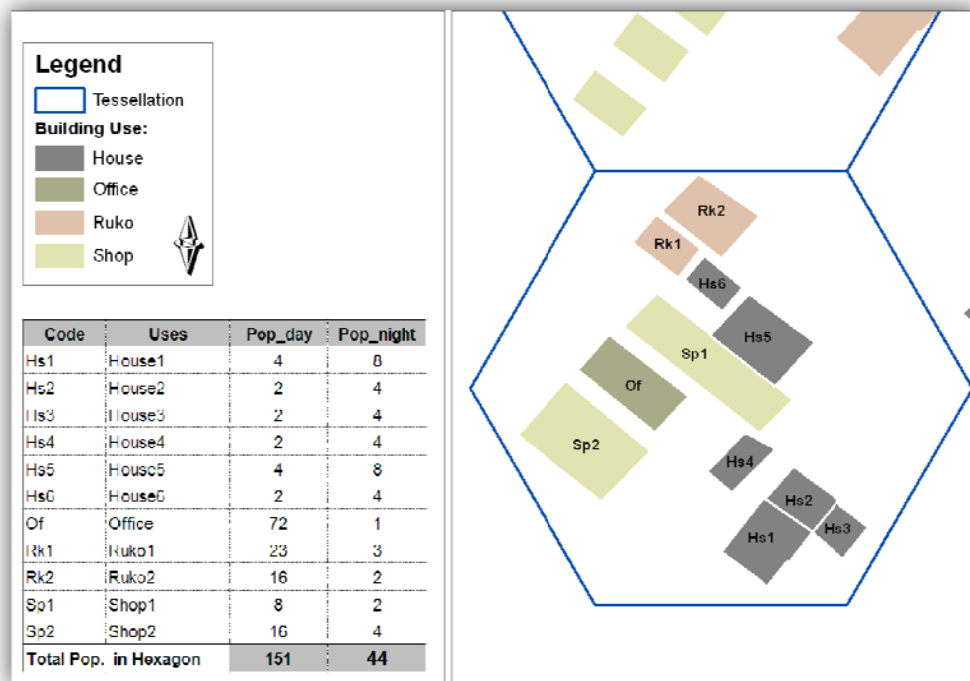 Legend
Tessellation
Building Use:
House
Office
Ruko
Shop
Code Uses Pop_day Pop_night
Hs1 House1 4 8
Hs2 House2 2 4
Hs3 House3 2 4
Hs4 House4 2 4
Hs5 House5 4 8
Hs6 House6 2 4
Of Office 72 1
Rk1 Ruko1 23 3
Rk2 Ruko2 16 2
Sp1 Shop1 8 2
Sp2 Shop2 16 4
Total Pop. in Hexagon 151 44
Rk2
Rk1
Hs6
Hs5
Sp1
Of
Sp2
Hs4
Hs2
Hs3
Hs1